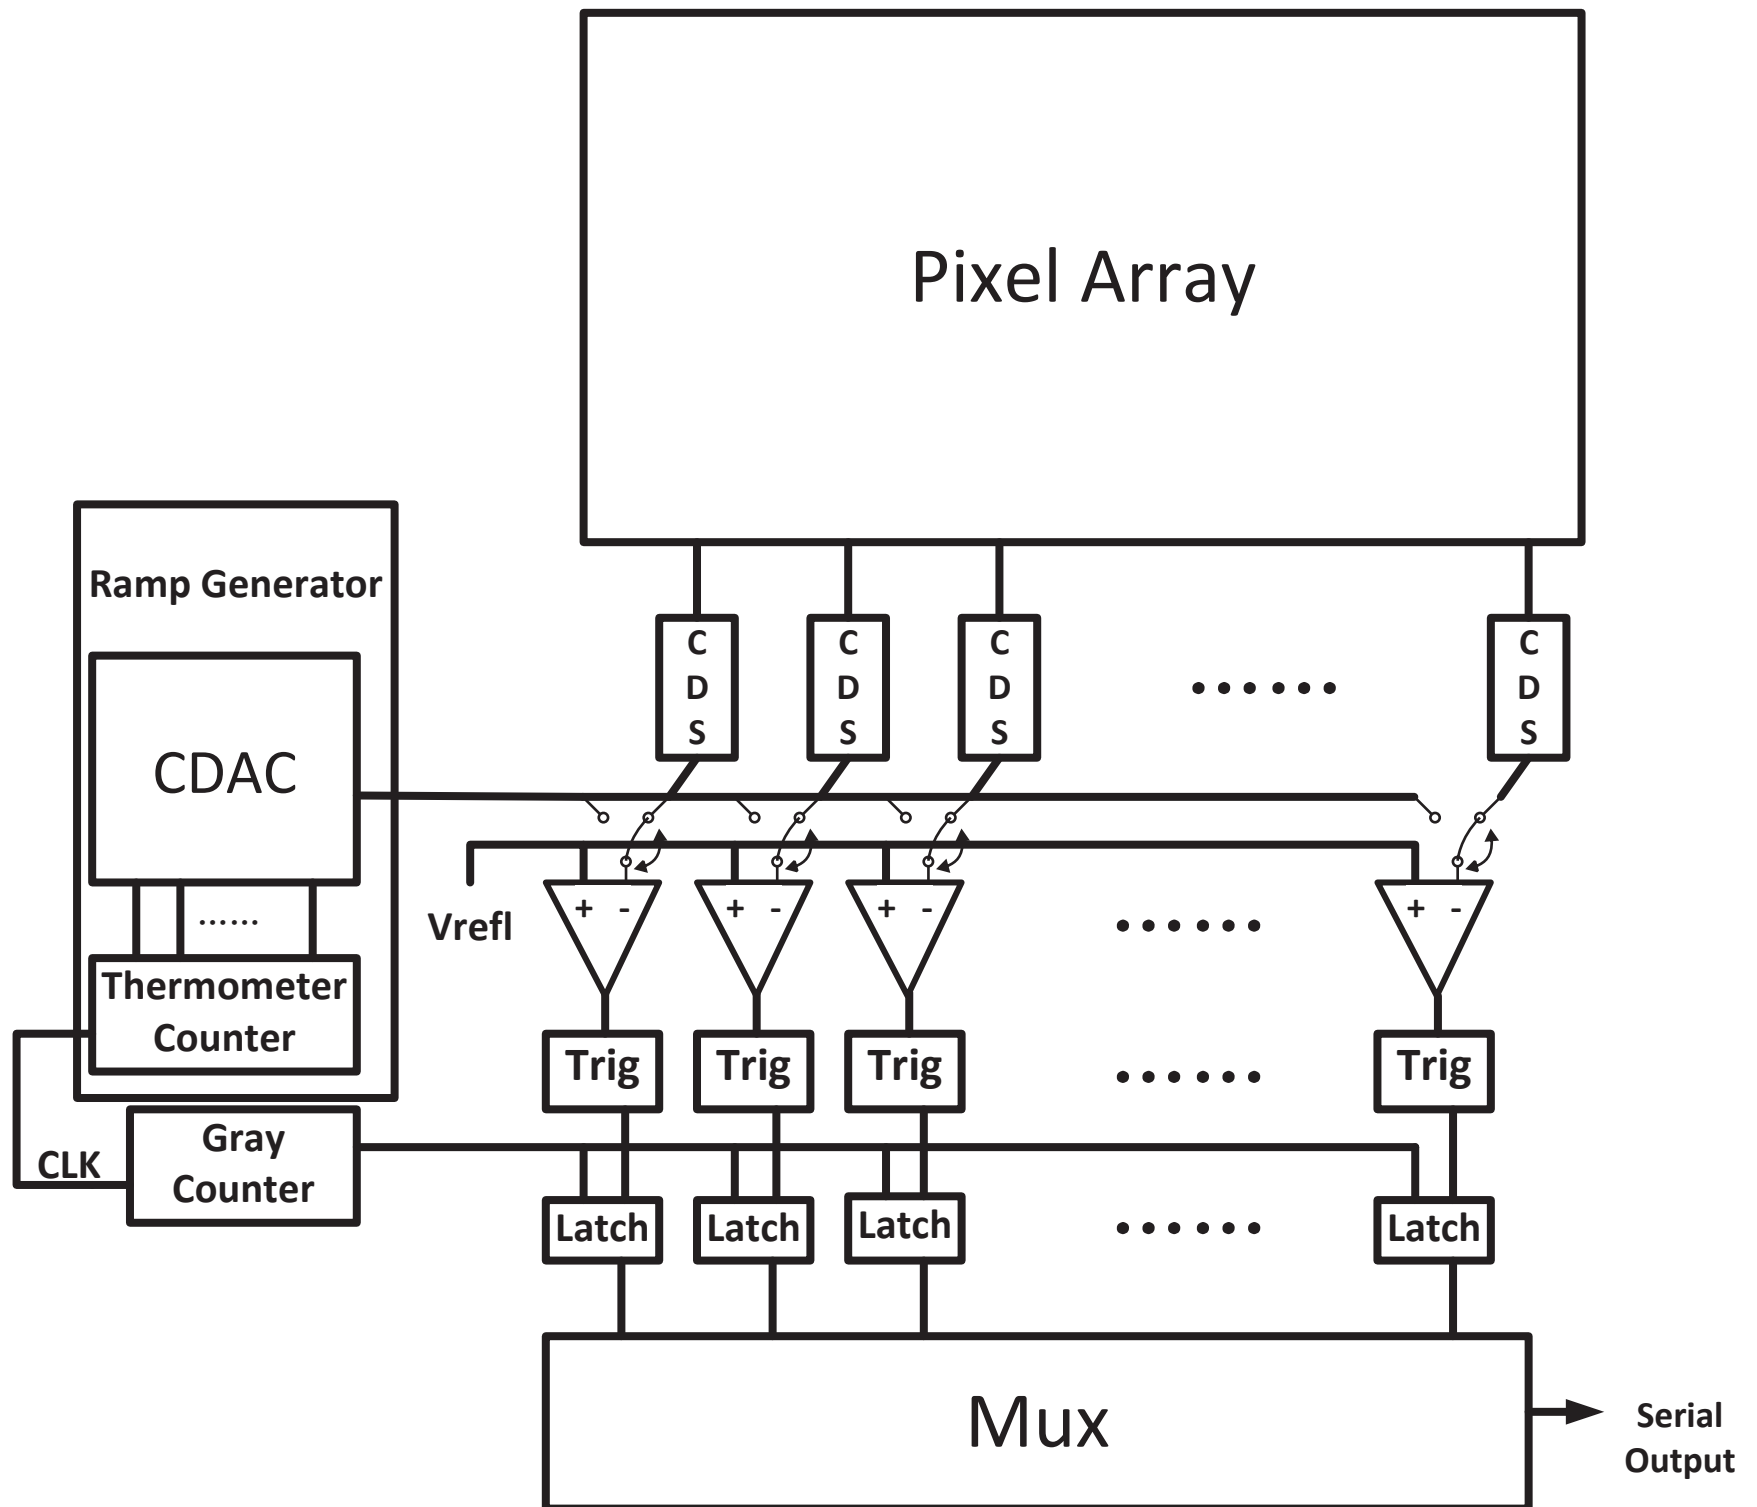 Pixel Array
Ramp Generator
C
D
S
C
D
S
C
D
S
......
C
D
S
CDAC
......
Vrefl
+ -
+ -
+ -
......
+ -
Thermometer
Counter
Trig
Trig
Trig
......
Trig
CLK
Gray
Counter
Latch
Latch
Latch
......
Latch
Mux
Serial
Output